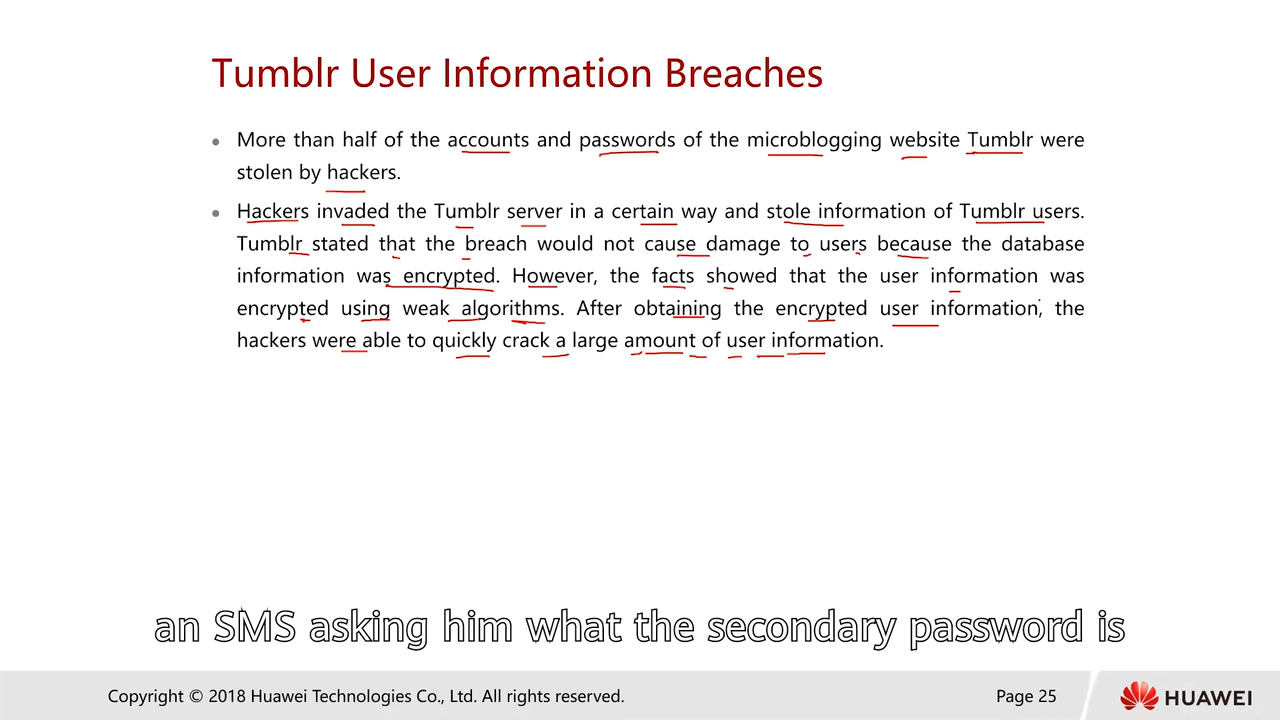 Tumblr User Information Breaches
• More than half of the accounts and passwords of the microblogging website Tumblr were
stolen by hackers.
• Hackers invaded the Tumblr server in a certain way and stole information of Tumblr users.
Tumblr stated that the breach would not cause damage to users because the database
information was encrypted. However, the facts showed that the user information was
encrypted using weak algorithms. After obtaining the encrypted user information, the
hackers were able to quickly crack a large amount of user information.
an SMS asking him what the secondary password is
Copyright © 2018 Huawei Technologies Co., Ltd. All rights reserved.
Page 25
HUAWEI